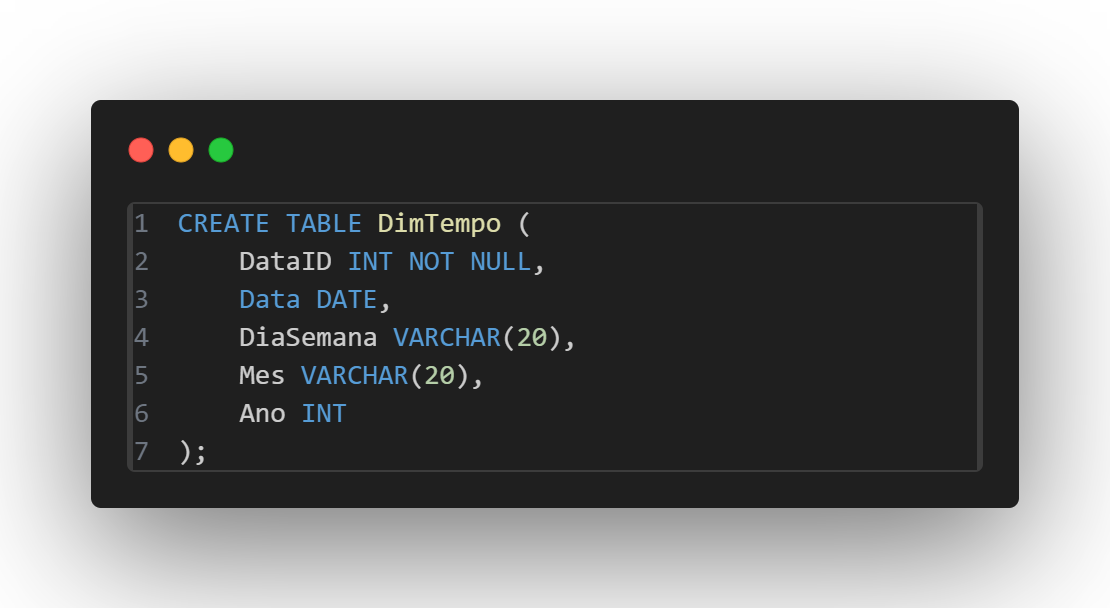 1 CREATE TABLE DimTempo (
2     DataID INT NOT NULL,
3     Data DATE,
4     DiaSemana VARCHAR(20),
5     Mes VARCHAR(20),
6     Ano INT
7 );